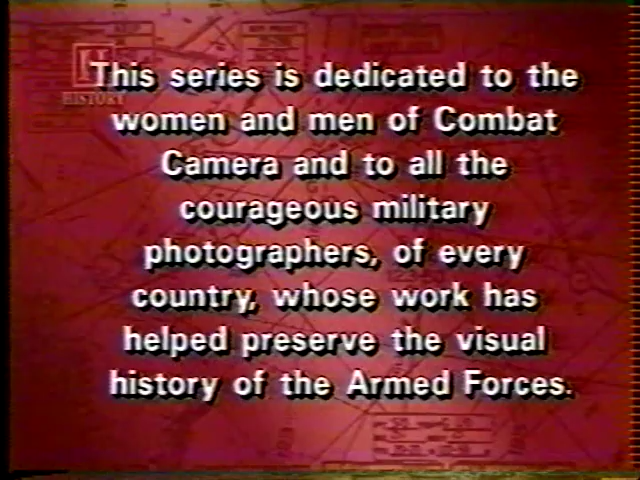 H
HISTORY
This series is dedicated to the
women and men of Combat
Camera and to all the
courageous military
photographers, of every
country, whose work has
helped preserve the visual
history of the Armed Forces.